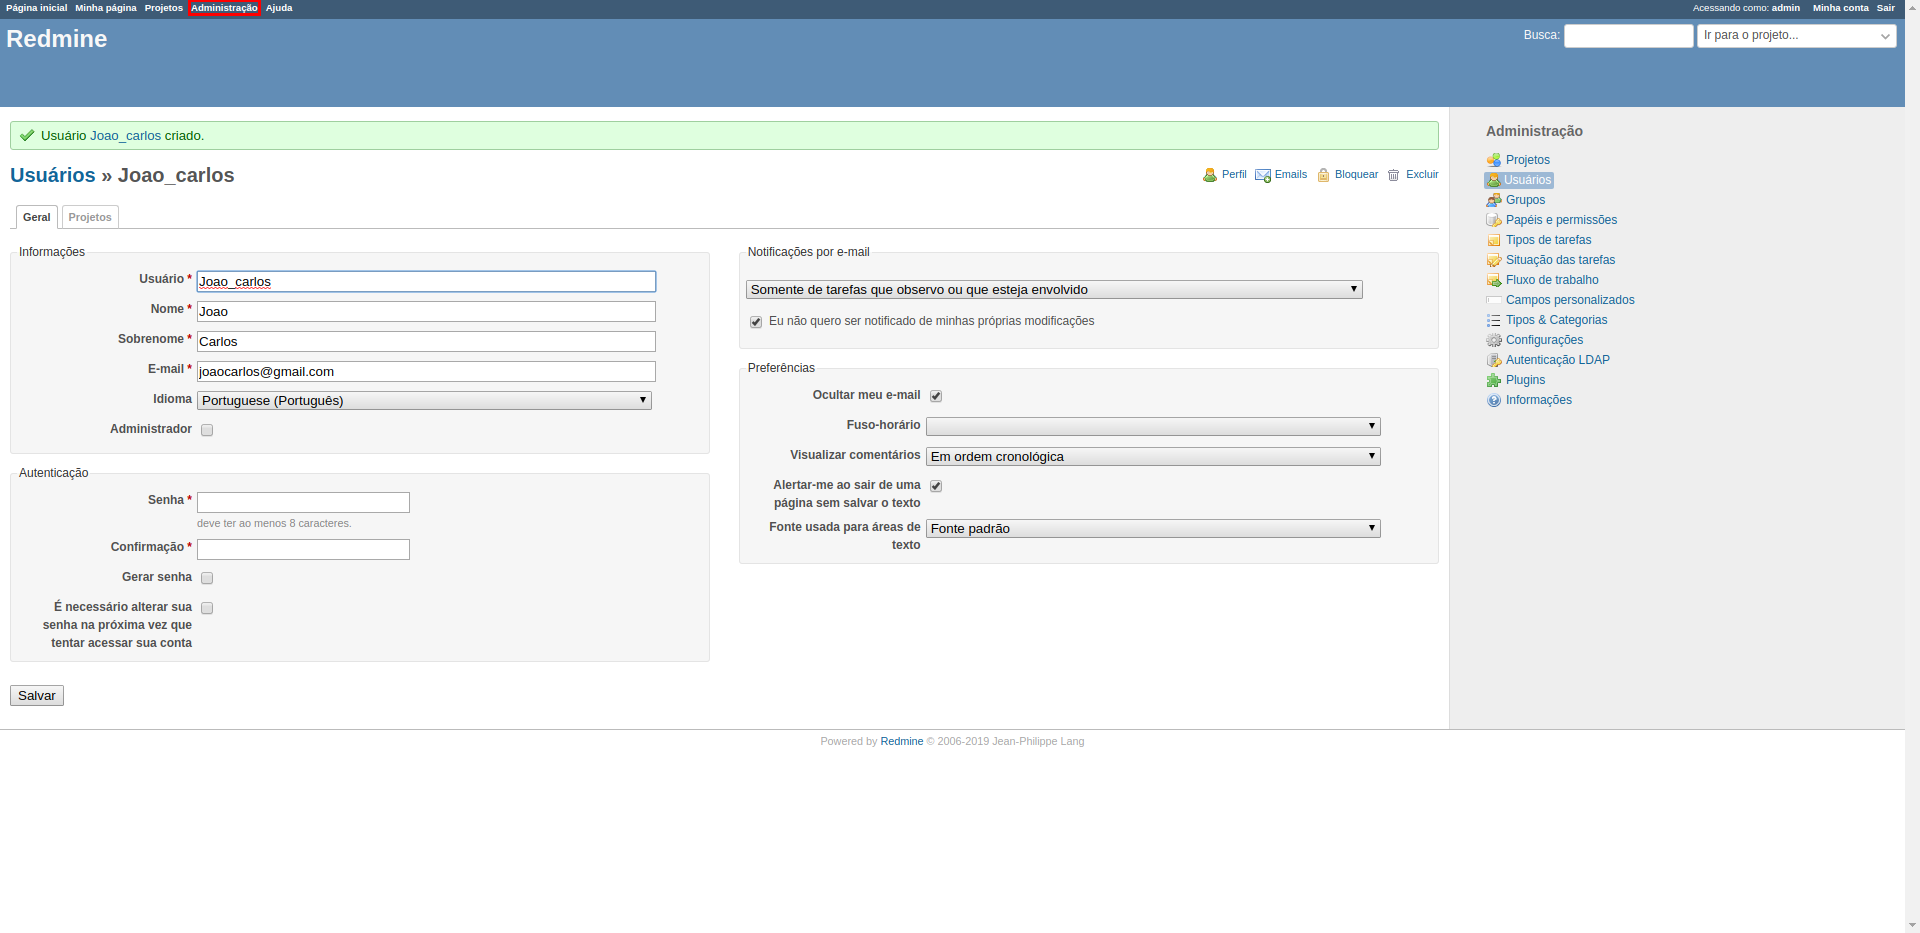 Página inicial Minha página Projetos Administração Ajuda Acessando como: admin Minha conta Sair
Redmine Busca: Ir para o projeto...
Usuário Joao_carlos criado.
Usuários » Joao_carlos Perfil Emails Bloquear Excluir
Geral Projetos
Informações
Usuário * Joao_carlos
Nome * Joao
Sobrenome * Carlos
E-mail * joaocarlos@gmail.com
Idioma Portuguese (Português)
Administrador
Autenticação
Senha *
deve ter ao menos 8 caracteres.
Confirmação *
Gerar senha
É necessário alterar sua
senha na próxima vez que
tentar acessar sua conta
Salvar
Notificações por e-mail
Somente de tarefas que observo ou que esteja envolvido
Eu não quero ser notificado de minhas próprias modificações
Preferências
Ocultar meu e-mail
Fuso-horário
Visualizar comentários Em ordem cronológica
Alertar-me ao sair de uma
página sem salvar o texto
Fonte usada para áreas de Fonte padrão
texto
Administração
Projetos
Usuários
Grupos
Papéis e permissões
Tipos de tarefas
Situação das tarefas
Fluxo de trabalho
Campos personalizados
Tipos & Categorias
Configurações
Autenticação LDAP
Plugins
Informações
Powered by Redmine © 2006-2019 Jean-Philippe Lang